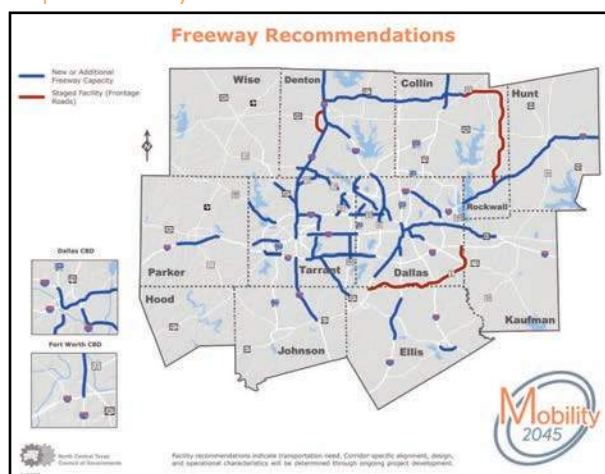 Freeway Recommendations
New or Additional
Freeway Capacity
Staged Facility (Frontage
Roads)
Wise
Denton
Collin
Hunt
Rockwall
Parker
Tarrant
Dallas
Kaufman
Hood
Johnson
Ellis
Dallas CBD
Fort Worth CBD
Mobility
2045
North Central Texas
Council of Governments
Facility recommendations indicate transportation need. Corridor-specific alignment, design,
and operational characteristics will be determined through ongoing project development.